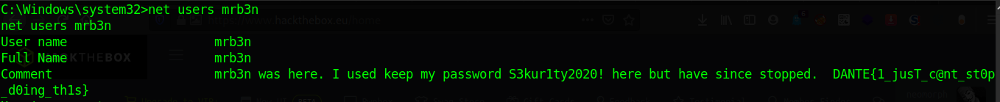 C:\Windows\system32>net users mrb3n
net users mrb3n
User name mrb3n
Full Name mrb3n
Comment mrb3n was here. I used keep my password S3kur1ty2020! here but have since stopped. DANTE{1_jusT_c@nt_st0p
_d0ing_th1s}